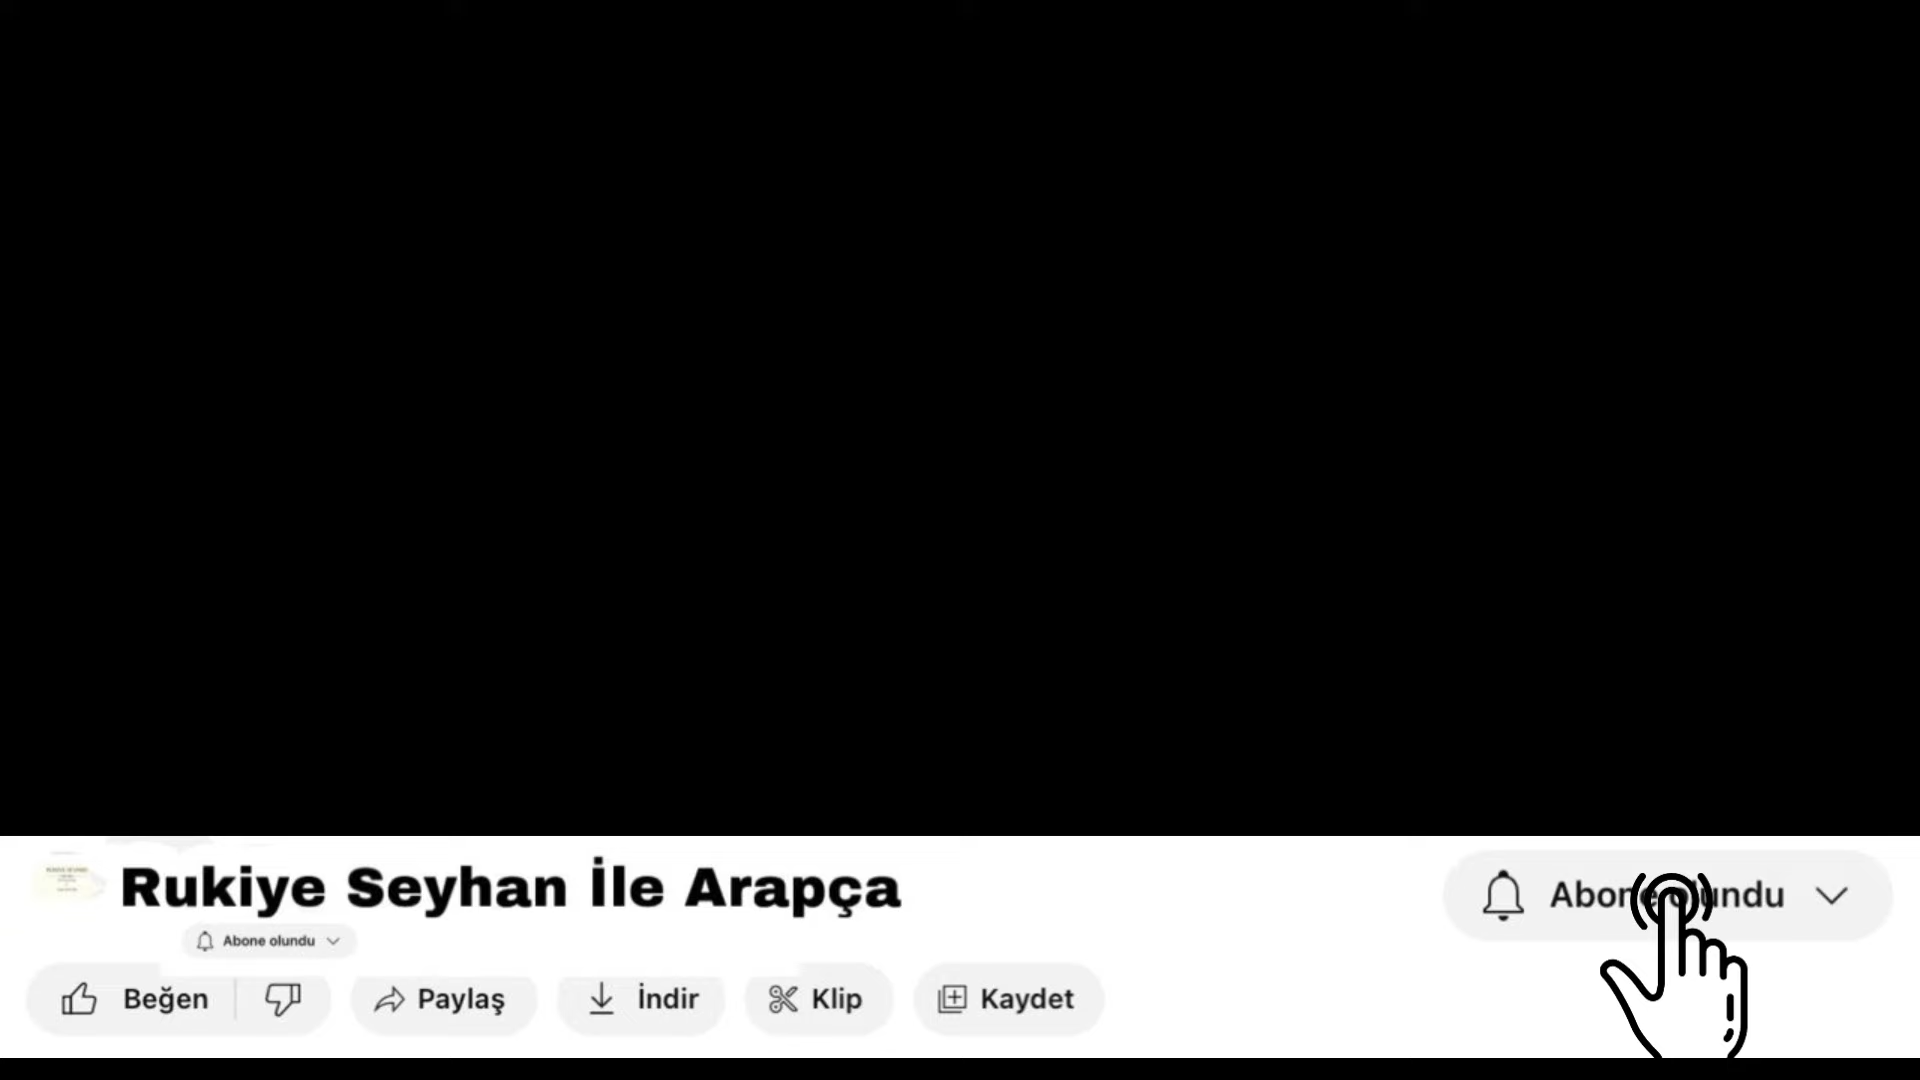 Rukiye Seyhan İle Arapça
Abone olundu
Abone olundu
Beğen
Paylaş
İndir
Klip
Kaydet